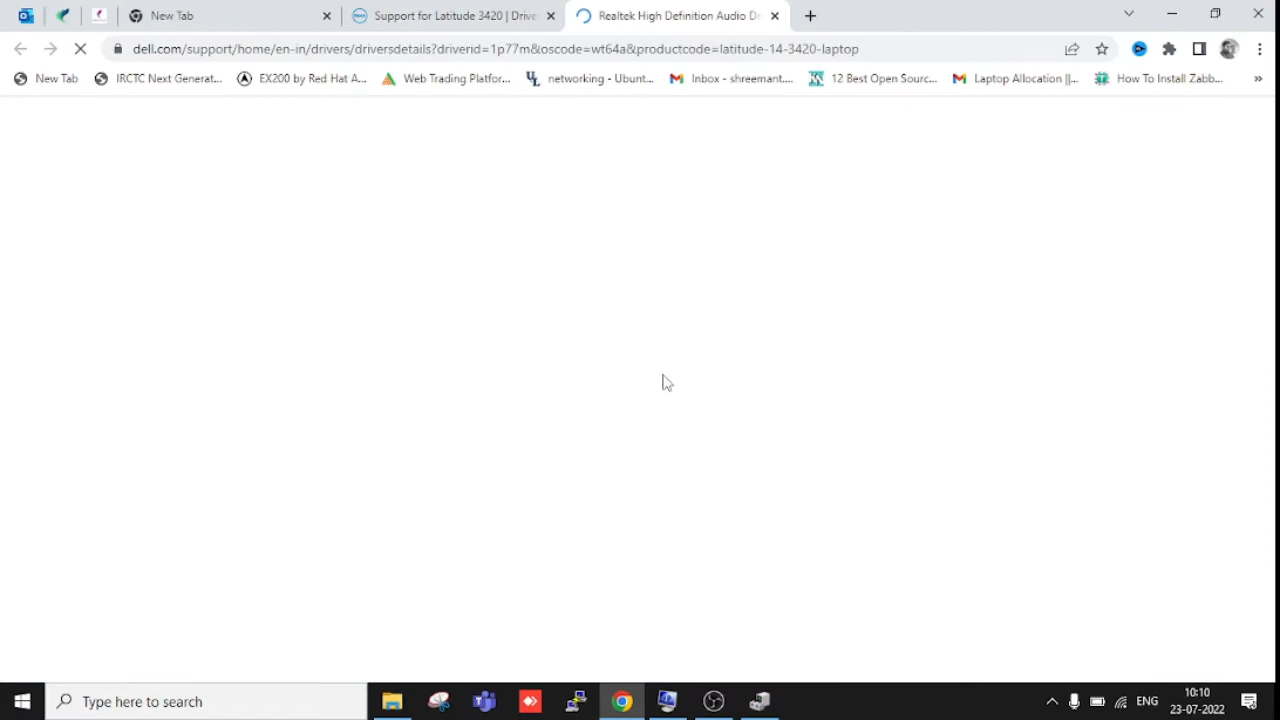 New Tab
Support for Latitude 3420 | Drive
Realtek High Definition Audio Dr
dell.com/support/home/en-in/drivers/driversdetails?driverid=1p77m&oscode=wt64a&productcode=latitude-14-3420-laptop
New Tab
IRCTC Next Generat...
EX200 by Red Hat A...
Web Trading Platfor...
UL
networking - Ubunt...
Inbox - shreemant....
12 Best Open Sourc...
Laptop Allocation ||...
How To Install Zabb...
»
Type here to search
ENG
10:10
23-07-2022